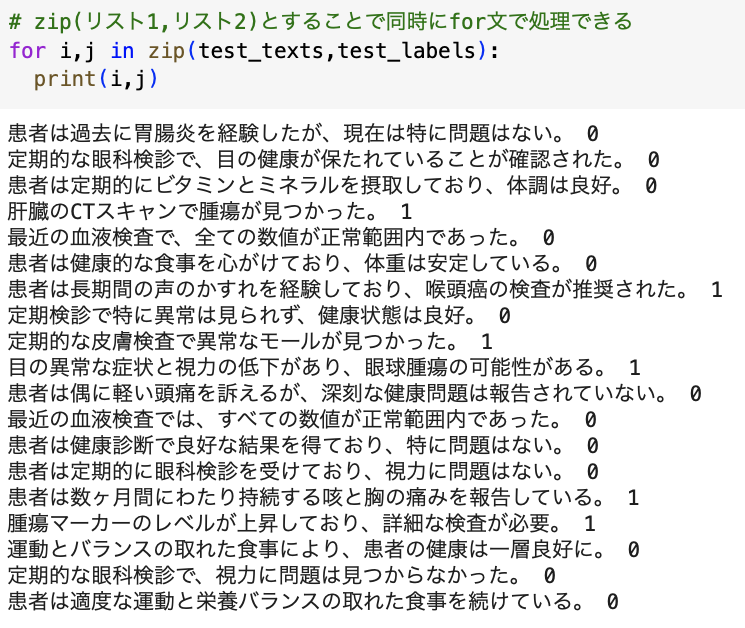 # zip(リスト1,リスト2)とすることで同時にfor文で処理できる
for i,j in zip(test_texts,test_labels):
  print(i,j)
患者は過去に胃腸炎を経験したが、現在は特に問題はない。 0
定期的な眼科検診で、目の健康が保たれていることが確認された。 0
患者は定期的にビタミンとミネラルを摂取しており、体調は良好。 0
肝臓のCTスキャンで腫瘍が見つかった。 1
最近の血液検査で、全ての数値が正常範囲内であった。 0
患者は健康的な食事を心がけており、体重は安定している。 0
患者は長期間の声のかすれを経験しており、喉頭癌の検査が推奨された。 1
定期検診で特に異常は見られず、健康状態は良好。 0
定期的な皮膚検査で異常なモールが見つかった。 1
目の異常な症状と視力の低下があり、眼球腫瘍の可能性がある。 1
患者は偶に軽い頭痛を訴えるが、深刻な健康問題は報告されていない。 0
最近の血液検査では、すべての数値が正常範囲内であった。 0
患者は健康診断で良好な結果を得ており、特に問題はない。 0
患者は定期的に眼科検診を受けており、視力に問題はない。 0
患者は数ヶ月間にわたり持続する咳と胸の痛みを報告している。 1
腫瘍マーカーのレベルが上昇しており、詳細な検査が必要。 1
運動とバランスの取れた食事により、患者の健康は一層良好に。 0
定期的な眼科検診で、視力に問題は見つからなかった。 0
患者は適度な運動と栄養バランスの取れた食事を続けている。 0